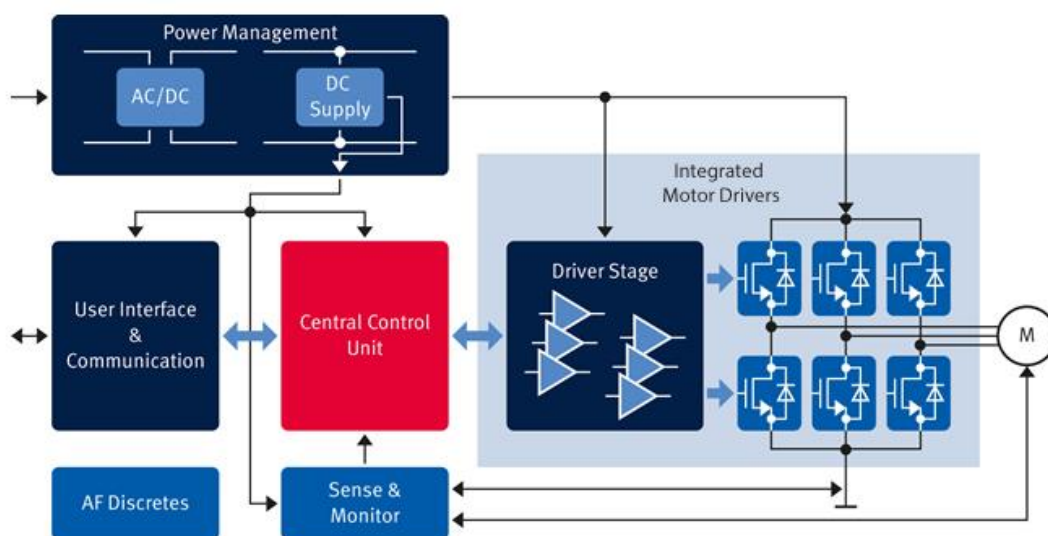 Power Management
AC/DC
DC
Supply
Integrated
Motor Drivers
User Interface
&
Communication
Central Control
Unit
Driver Stage
M
AF Discretes
Sense &
Monitor